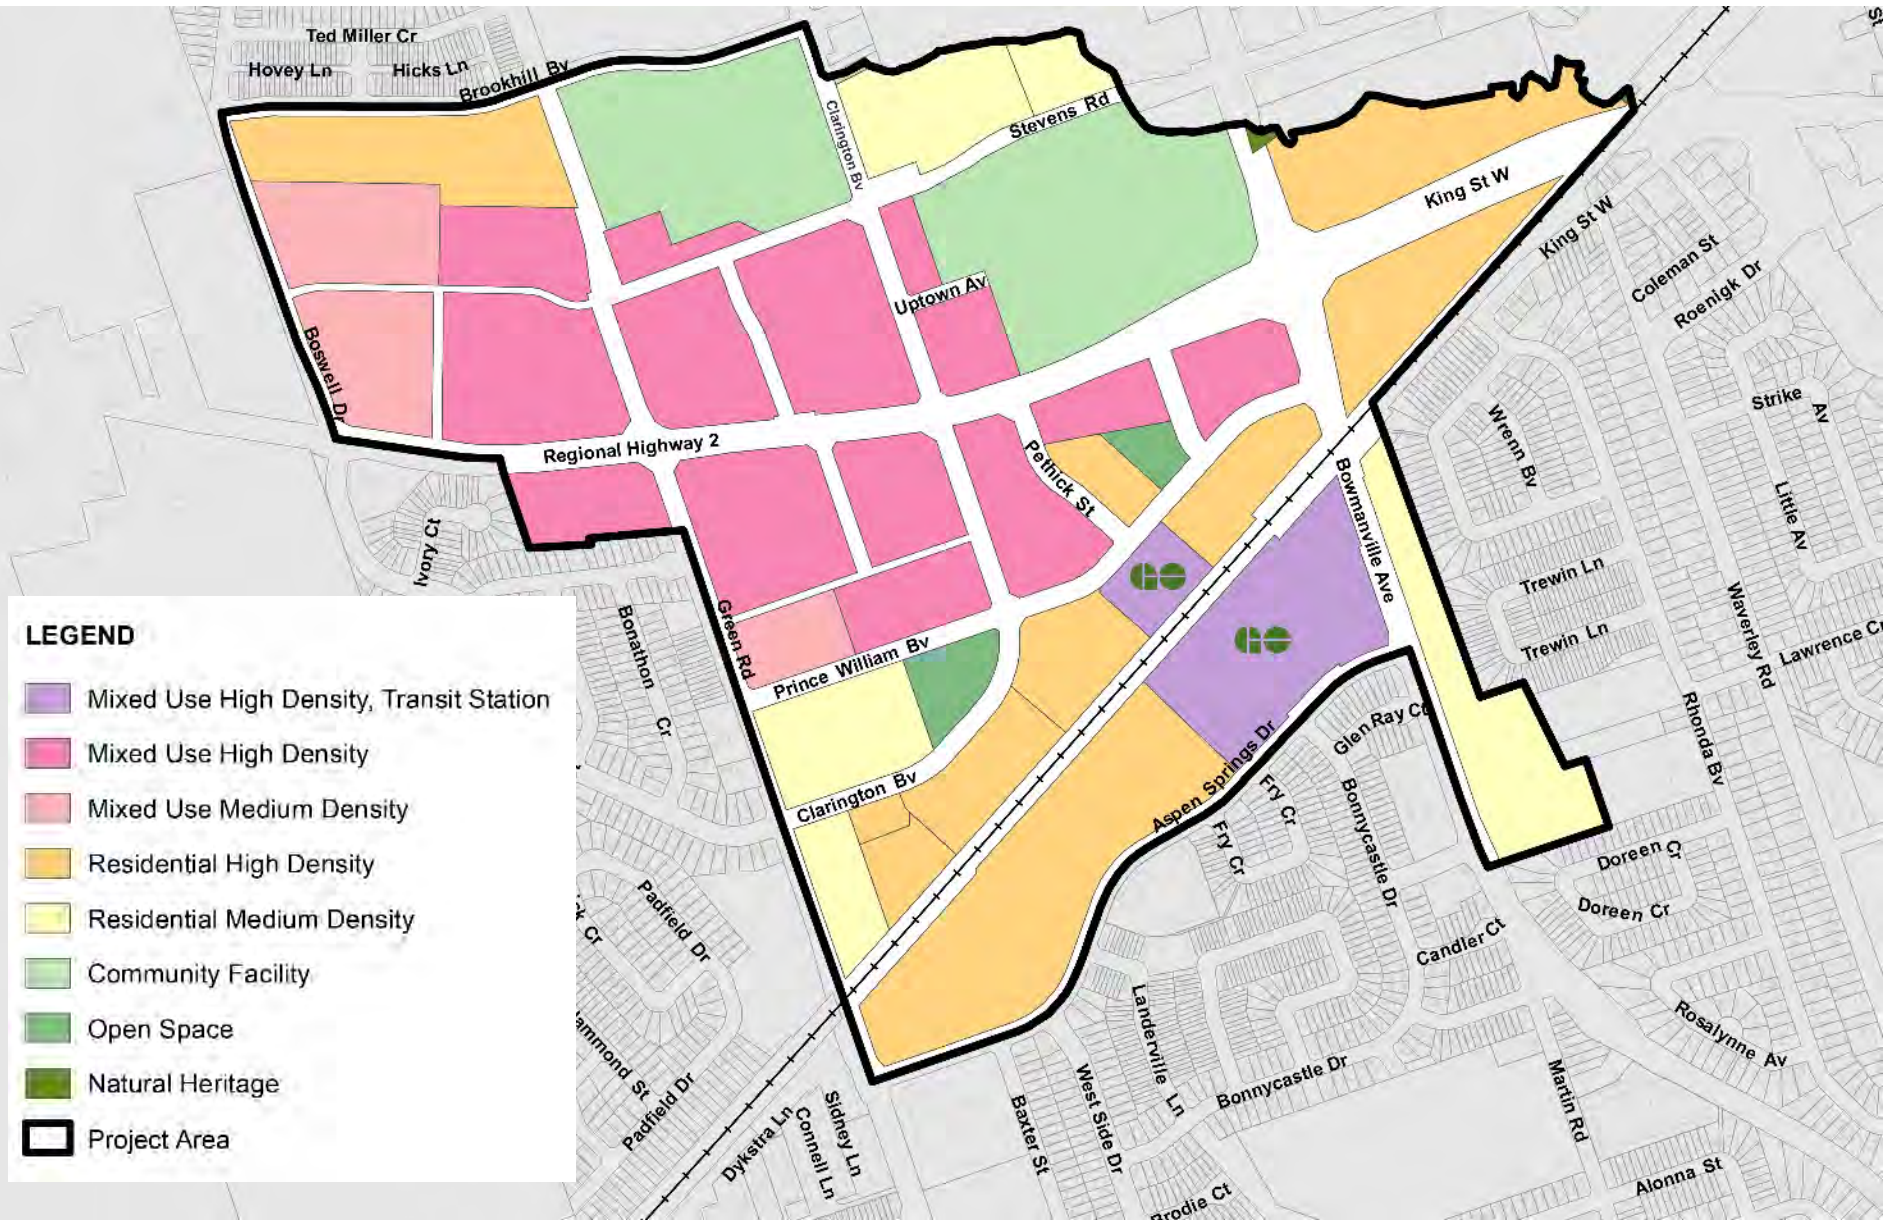 Ted Miller Cr
Hovey Ln
Hicks Ln
Brookhill Bv
Clarington Bv
Stevens Rd
King St W
King St W
Coleman St
Roenigk Dr
Uptown Av
Boswell Dr
Strike Av
Wrenn Bv
Regional Highway 2
Pethick St
Bowmanville Ave
Little Av
Ivory Ct
GO
Trewin Ln
Green Rd
Bonathon Cr
GO
Trewin Ln
Waverley Rd
Lawrence Cr
Prince William Bv
Rhonda Bv
Glen Ray Ct
Clarington Bv
Aspen Springs Dr
Fry Cr
Fry Cr
Bonnycastle Dr
Doreen Cr
Doreen Cr
Padfield Dr
Candler Ct
Landerville Ln
Rosalynne Av
Padfield Dr
Bonnycastle Dr
Martin Rd
West Side Dr
Baxter St
Sidney Ln
Connell Ln
Dykstra Ln
Alonna St
Brodie Ct
LEGEND
Mixed Use High Density, Transit Station
Mixed Use High Density
Mixed Use Medium Density
Residential High Density
Residential Medium Density
Community Facility
Open Space
Natural Heritage
Project Area